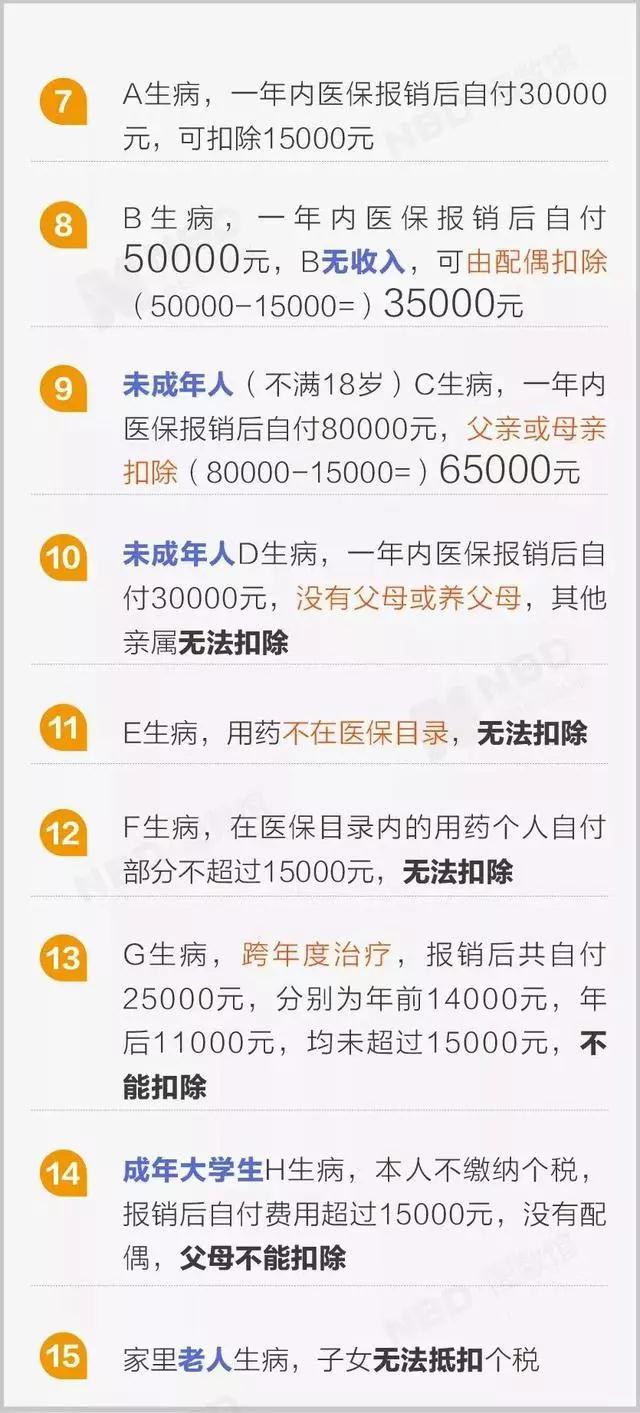 7
A生病，一年内医保报销后自付30000
元，可扣除15000元
8
B生病，一年内医保报销后自付
50000元，B无收入，可由配偶扣除
（50000-15000=）35000元
9
未成年人（不满18岁）C生病，一年内
医保报销后自付80000元，父亲或母亲
扣除（80000-15000=）65000元
10
未成年人D生病，一年内医保报销后自
付30000元，没有父母或养父母，其他
亲属无法扣除
11
E生病，用药不在医保目录，无法扣除
12
F生病，在医保目录内的用药个人自付
部分不超过15000元，无法扣除
13
G生病，跨年度治疗，报销后共自付
25000元，分别为年前14000元，年
后11000元，均未超过15000元，不
能扣除
14
成年大学生H生病，本人不缴纳个税，
报销后自付费用超过15000元，没有配
偶，父母不能扣除
15
家里老人生病，子女无法抵扣个税
NBD
NBD
NBD